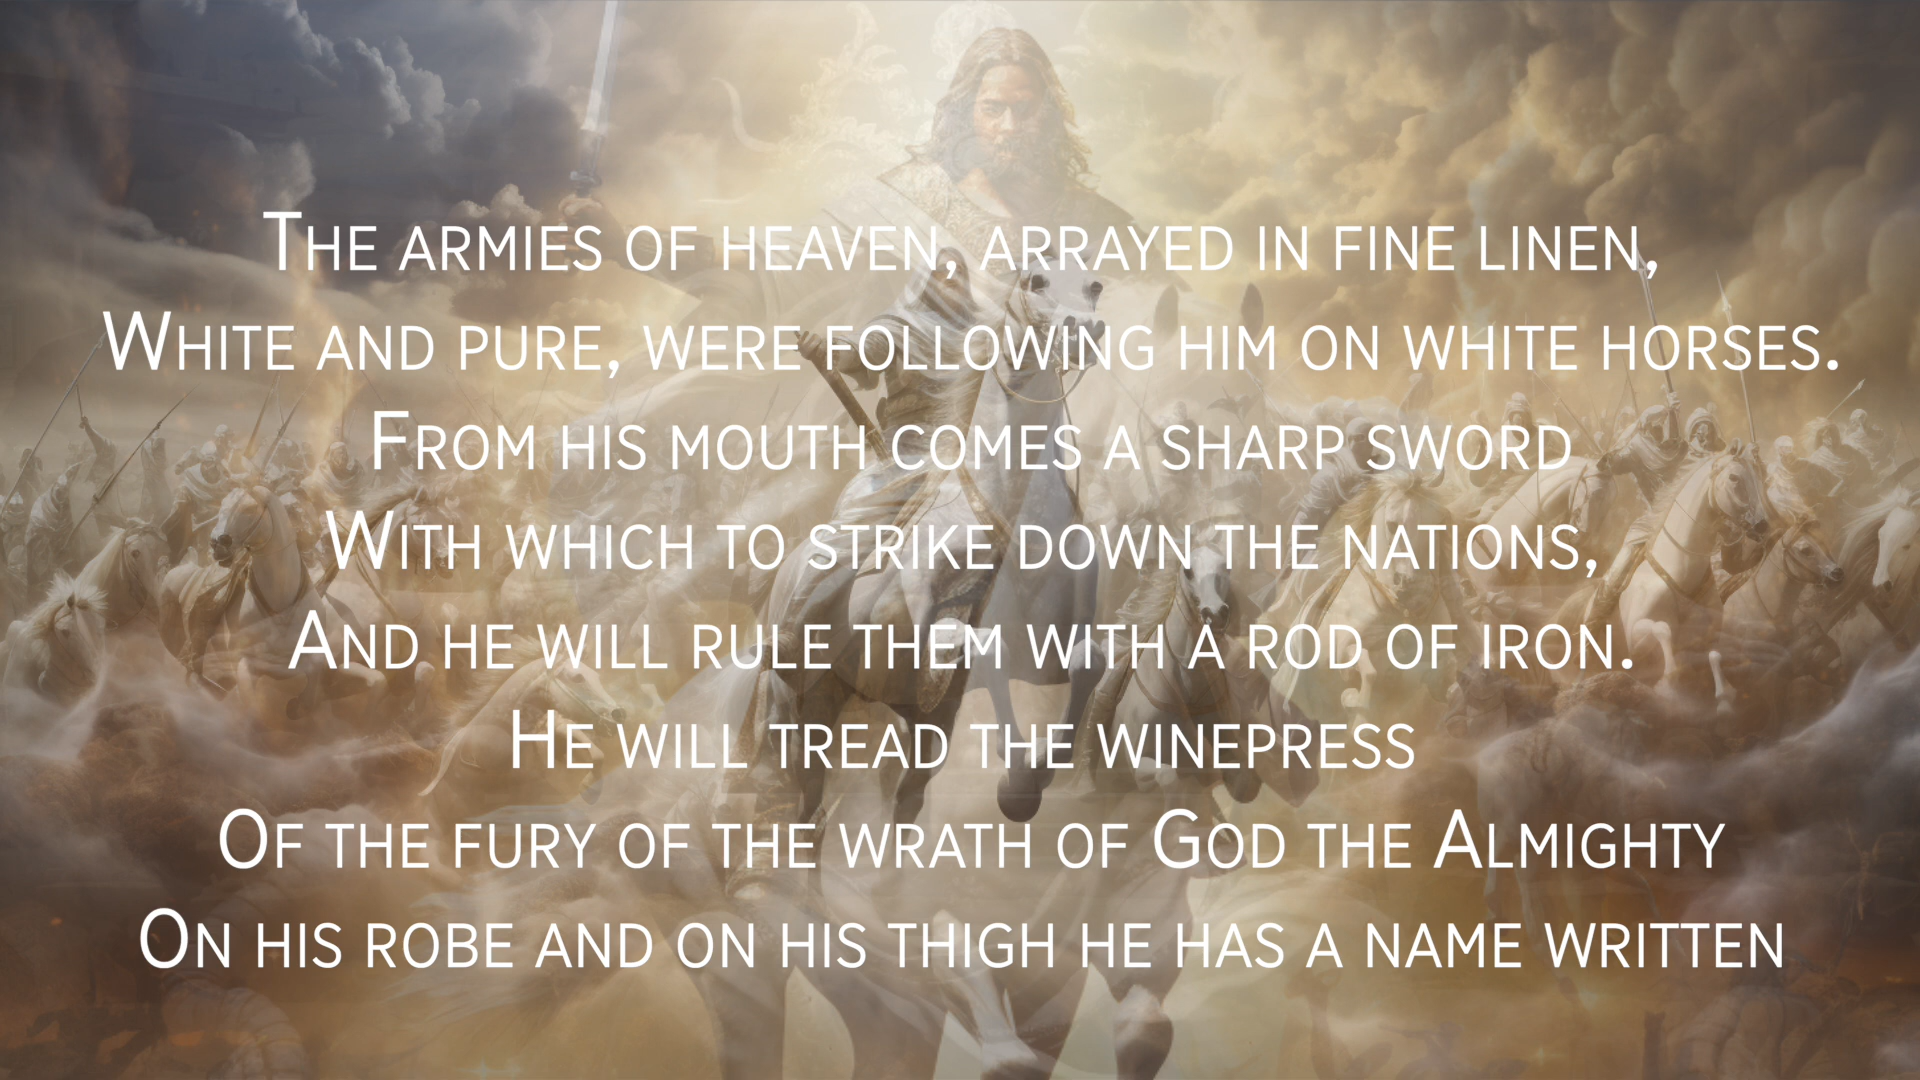 The armies of heaven, arrayed in fine linen,
White and pure, were following him on white horses.
From his mouth comes a sharp sword
With which to strike down the nations,
And he will rule them with a rod of iron.
He will tread the winepress
Of the fury of the wrath of God the Almighty
On his robe and on his thigh he has a name written